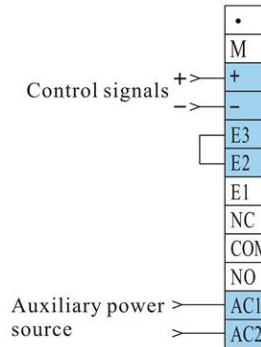 •
M
+ +
Control signals
- -
E3
E2
E1
NC
COM
NO
Auxiliary power AC1
source AC2